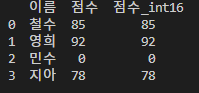 이름 점수 점수_int16
0 철수 85 85
1 영희 92 92
2 민수 0 0
3 지아 78 78